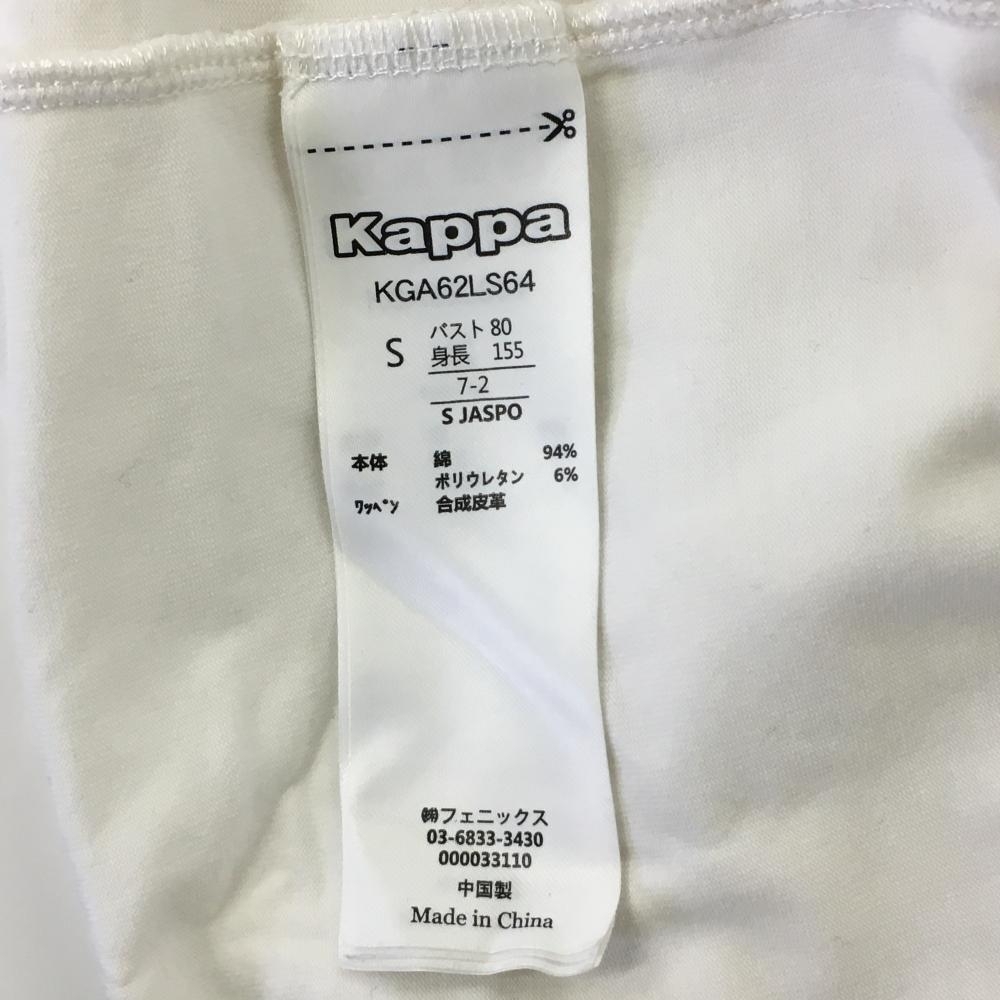 Kappa
KGA62LS64
S バスト 80
身長 155
7-2
S JASPO
本体 綿 94%
ポリウレタン 6%
ﾜｯﾍﾟﾝ 合成皮革
㈱フェニックス
03-6833-3430
000033110
中国製
Made in China